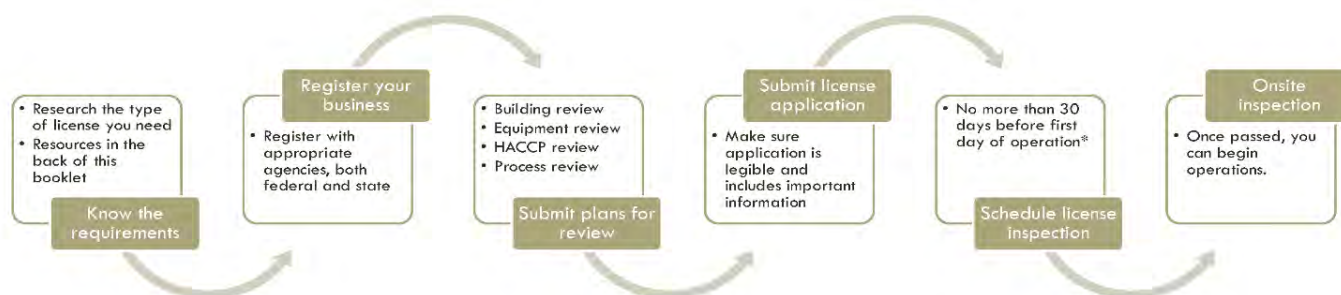 • Research the type
of license you need
• Resources in the
back of this
booklet
Know the
requirements
Register your
business
• Register with
appropriate
agencies, both
federal and state
• Building review
• Equipment review
• HACCP review
• Process review
Submit plans for
review
Submit license
application
• Make sure
application is
legible and
includes important
information
• No more than 30
days before first
day of operation*
Schedule license
inspection
Onsite
inspection
• Once passed, you
can begin
operations.